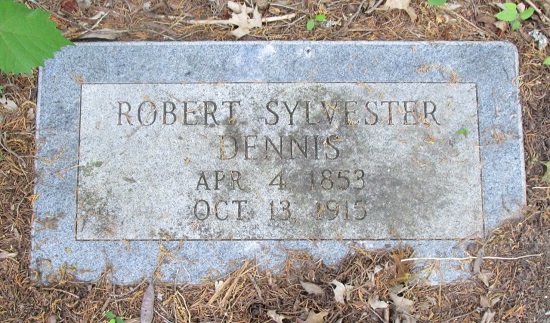 ROBERT SYLVESTER
DENNIS
APR 4 1853
OCT 13 1915